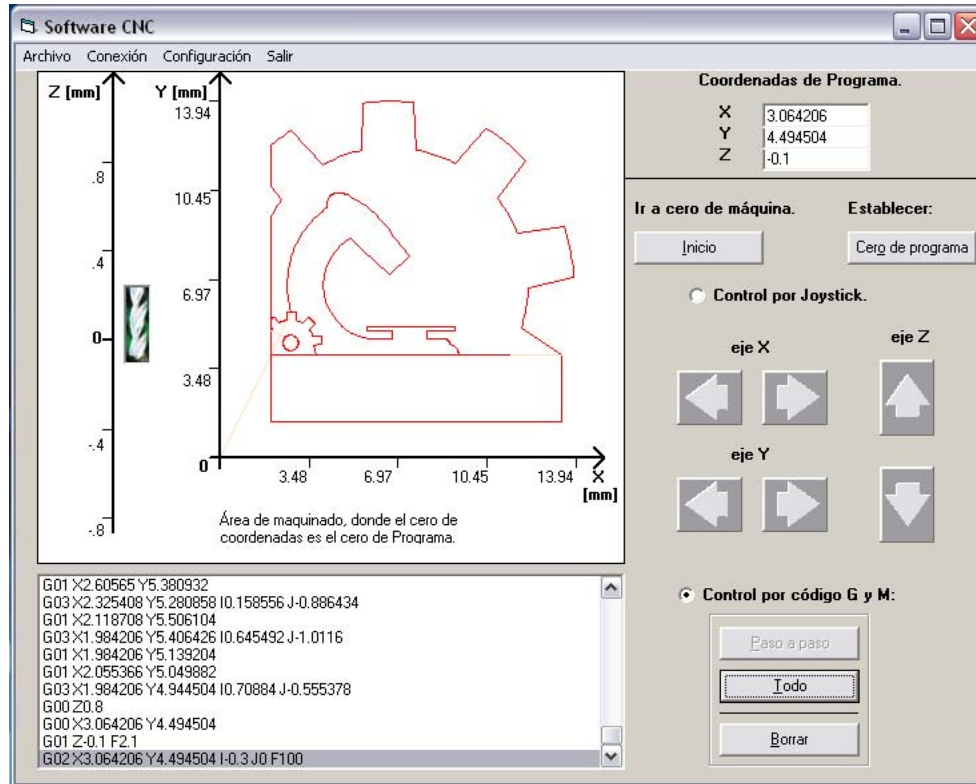 Software CNC
Archivo Conexión Configuración Salir
Z [mm]
.8
.4
0
-.4
-.8
Y [mm]
13.94
10.45
6.97
3.48
0
3.48 6.97 10.45 13.94 X
[mm]
Área de maquinado, donde el cero de
coordenadas es el cero de Programa.
Coordenadas de Programa.
X 3.064206
Y 4.494504
Z -0.1
Ir a cero de máquina. Establecer:
Inicio Cero de programa
Control por Joystick.
eje X eje Z
eje Y
G01 X2.60565 Y5.380932
G03 X2.325408 Y5.280858 I0.158556 J-0.886434
G01 X2.118708 Y5.506104
G03 X1.984206 Y5.406426 I0.645492 J-1.0116
G01 X1.984206 Y5.139204
G01 X2.055366 Y5.049882
G03 X1.984206 Y4.944504 I0.70884 J-0.555378
G00 Z0.8
G00 X3.064206 Y4.494504
G01 Z-0.1 F2.1
G02 X3.064206 Y4.494504 I-0.3 J0 F100
Control por código G y M:
Paso a paso
Todo
Borrar